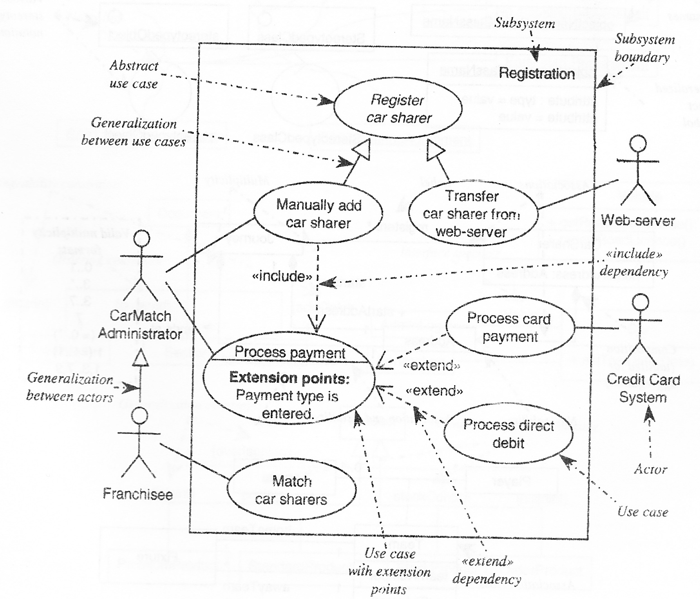 Subsystem
Subsystem
boundary
Registration
Abstract
use case
Register
car sharer
Generalization
between use cases
Manually add
car sharer
Transfer
car sharer from
web-server
Web-server
«include»
«include»
dependency
CarMatch
Administrator
Process card
payment
Process payment
Extension points:
Payment type is
entered.
«extend»
«extend»
Credit Card
System
Generalization
between actors
Process direct
debit
Actor
Franchisee
Match
car sharers
Use case
Use case
with extension
points
«extend»
dependency